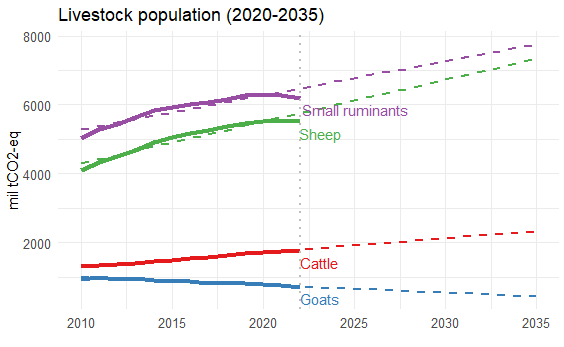 Livestock population (2020-2035)
mil tCO2-eq
8000
6000
4000
2000
Small ruminants
Sheep
Cattle
Goats
2010
2015
2020
2025
2030
2035